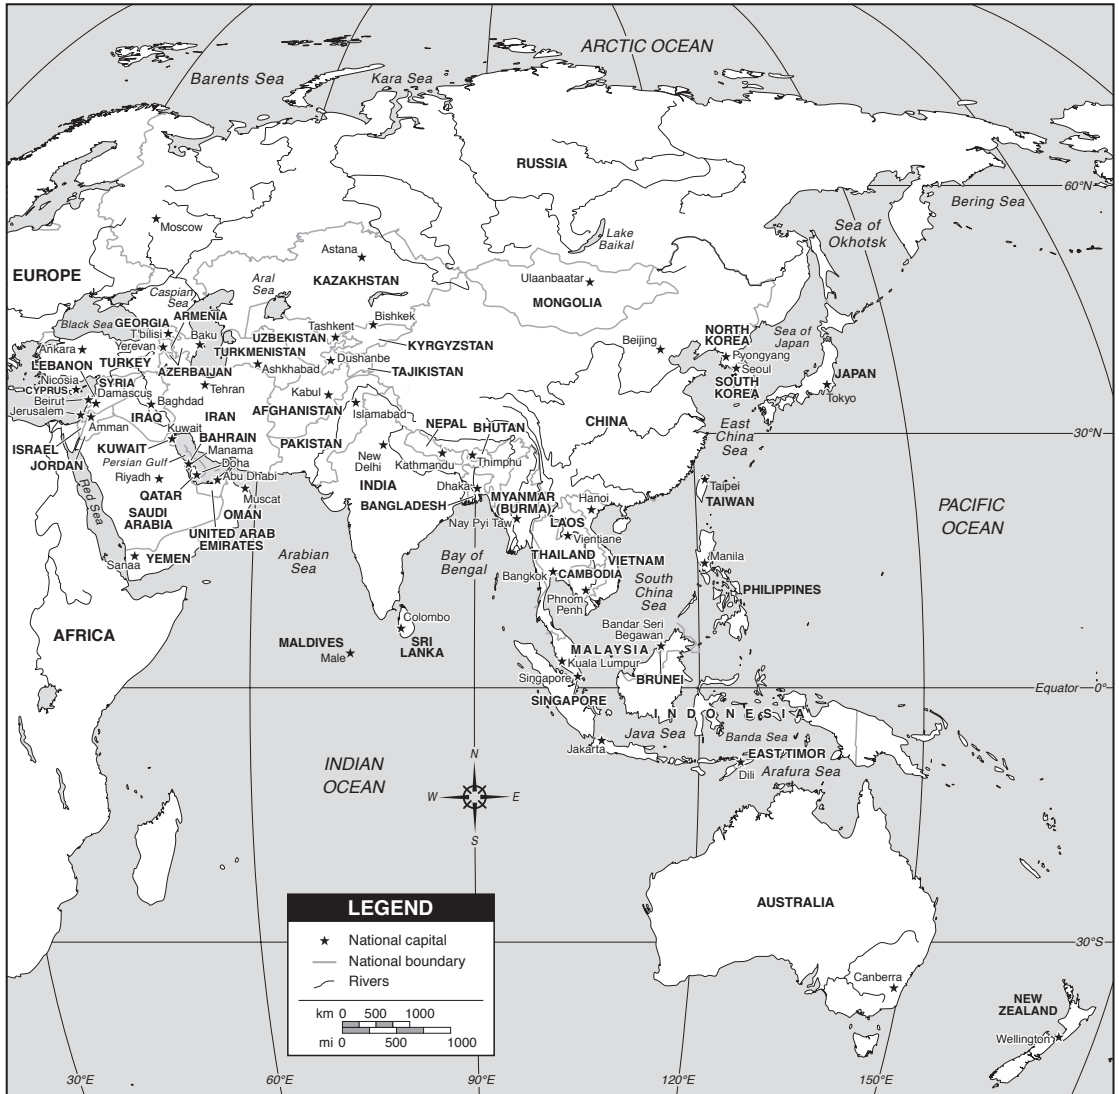 ARCTIC OCEAN
Barents Sea
Kara Sea
RUSSIA
60°N
Bering Sea
Moscow
Sea of
Okhotsk
Lake
Baikal
Astana
EUROPE
KAZAKHSTAN
Aral
Sea
Ulaanbaatar
MONGOLIA
Caspian
Sea
ARMENIA
Black Sea
GEORGIA
T'bilisi
Bishkek
Tashkent
Yerevan
Baku
UZBEKISTAN
KYRGYZSTAN
Beijing
NORTH
KOREA
Sea of
Japan
Ankara
TURKMENISTAN
Pyongyang
LEBANON
TURKEY
Dushanbe
Ashkhabad
TAJIKISTAN
Seoul
AZERBAIJAN
JAPAN
Nicosia
SYRIA
CYPRUS
Damascus
Tehran
Kabul
SOUTH
KOREA
Tokyo
Beirut
Baghdad
Jerusalem
IRAQ
IRAN
AFGHANISTAN
Islamabad
CHINA
Amman
Kuwait
NEPAL
BHUTAN
East
China
Sea
30°N
ISRAEL
KUWAIT
BAHRAIN
PAKISTAN
Manama
JORDAN
Persian Gulf
Doha
New
Delhi
Kathmandu
Thimphu
Riyadh
Abu Dhabi
Red Sea
QATAR
Muscat
INDIA
Dhaka
Taipei
SAUDI
ARABIA
OMAN
BANGLADESH
MYANMAR
(BURMA)
Hanoi
TAIWAN
PACIFIC
OCEAN
Nay Pyi Taw
LAOS
UNITED ARAB
EMIRATES
Vientiane
Sanaa
YEMEN
Arabian
Sea
Bay of
Bengal
THAILAND
VIETNAM
Manila
Bangkok
CAMBODIA
South
China
Sea
PHILIPPINES
Phnom
Penh
Colombo
Bandar Seri
Begawan
AFRICA
MALDIVES
SRI
LANKA
Male
MALAYSIA
Kuala Lumpur
Singapore
BRUNEI
Equator
0°
SINGAPORE
INDONESIA
Java Sea
Banda Sea
Jakarta
EAST TIMOR
Dili
Arafura Sea
INDIAN
OCEAN
N
W
E
S
AUSTRALIA
LEGEND
National capital
National boundary
Rivers
km 0 500 1000
mi 0 500 1000
30°S
Canberra
NEW
ZEALAND
Wellington
30°E
60°E
90°E
120°E
150°E